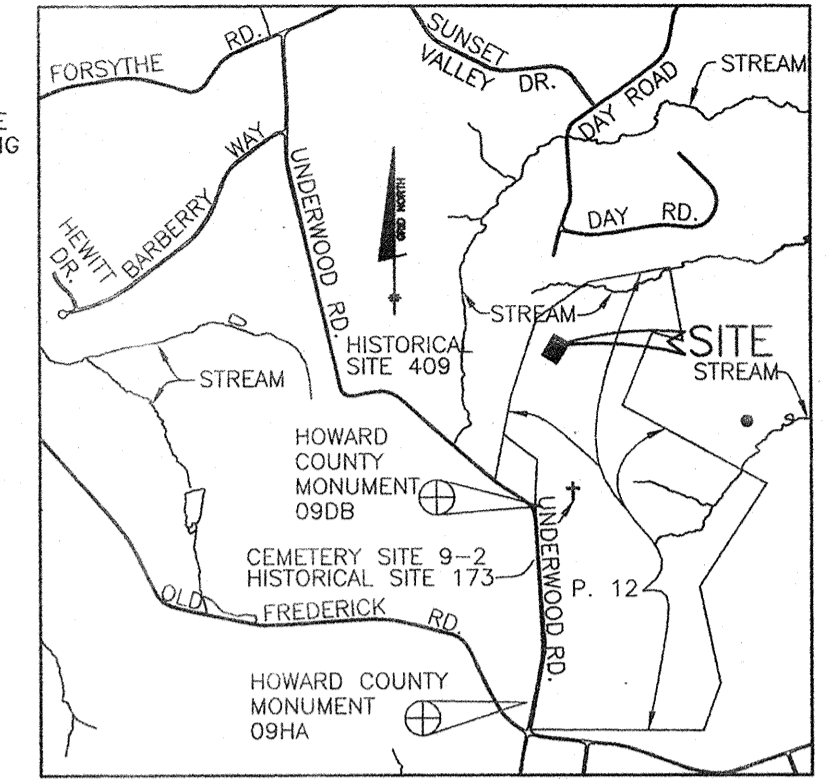 SUNSET
VALLEY DR.
FORSYTHE RD.
STREAM
DAY ROAD
BARBERRY WAY
UNDERWOOD RD.
GRID NORTH
DAY RD.
HEWITT
DR.
STREAM
HISTORICAL
SITE 409
SITE
STREAM
STREAM
HOWARD
COUNTY
MONUMENT
09DB
UNDERWOOD RD.
CEMETERY SITE 9-2
HISTORICAL SITE 173
P. 12
OLD FREDERICK RD.
HOWARD COUNTY
MONUMENT
09HA